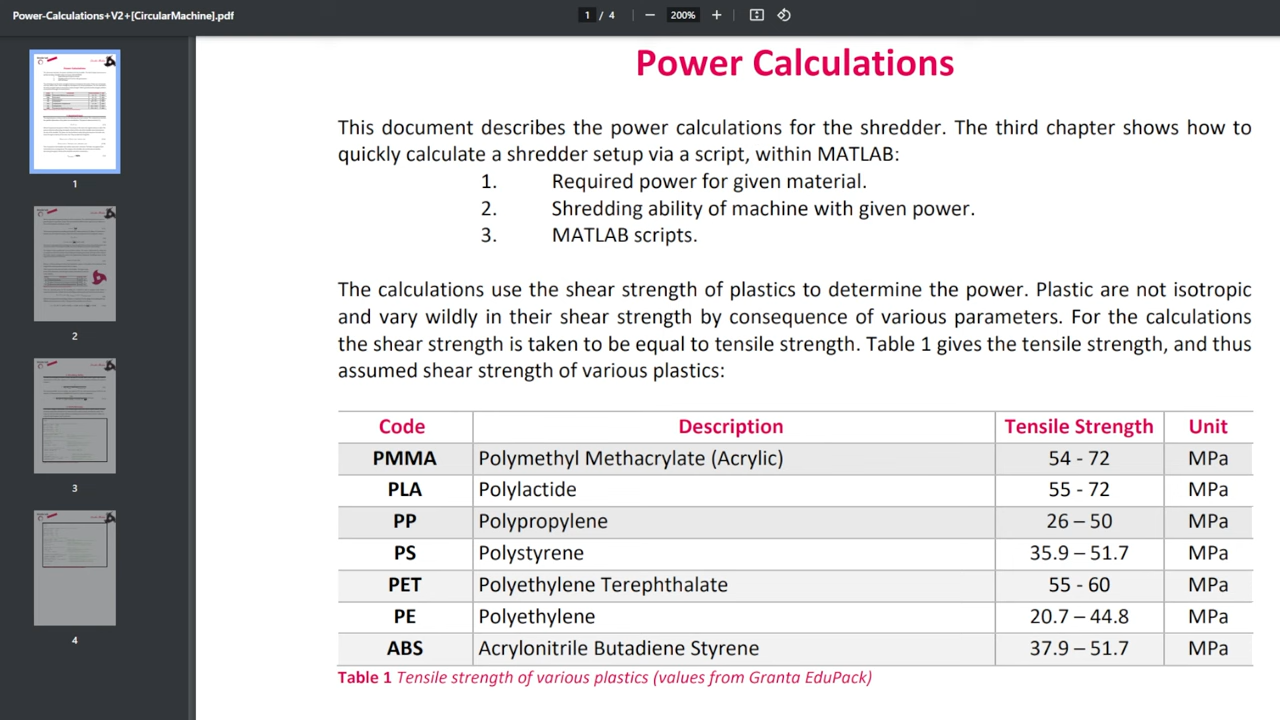 Power-Calculations+V2+[CircularMachine].pdf
1 / 4
200%
Power Calculations
This document describes the power calculations for the shredder. The third chapter shows how to
quickly calculate a shredder setup via a script, within MATLAB:
1. Required power for given material.
2. Shredding ability of machine with given power.
3. MATLAB scripts.
The calculations use the shear strength of plastics to determine the power. Plastic are not isotropic
and vary wildly in their shear strength by consequence of various parameters. For the calculations
the shear strength is taken to be equal to tensile strength. Table 1 gives the tensile strength, and thus
assumed shear strength of various plastics:
Code Description Tensile Strength Unit
PMMA Polymethyl Methacrylate (Acrylic) 54 - 72 MPa
PLA Polylactide 55 - 72 MPa
PP Polypropylene 26 – 50 MPa
PS Polystyrene 35.9 – 51.7 MPa
PET Polyethylene Terephthalate 55 - 60 MPa
PE Polyethylene 20.7 – 44.8 MPa
ABS Acrylonitrile Butadiene Styrene 37.9 – 51.7 MPa
Table 1 Tensile strength of various plastics (values from Granta EduPack)
1
2
3
4